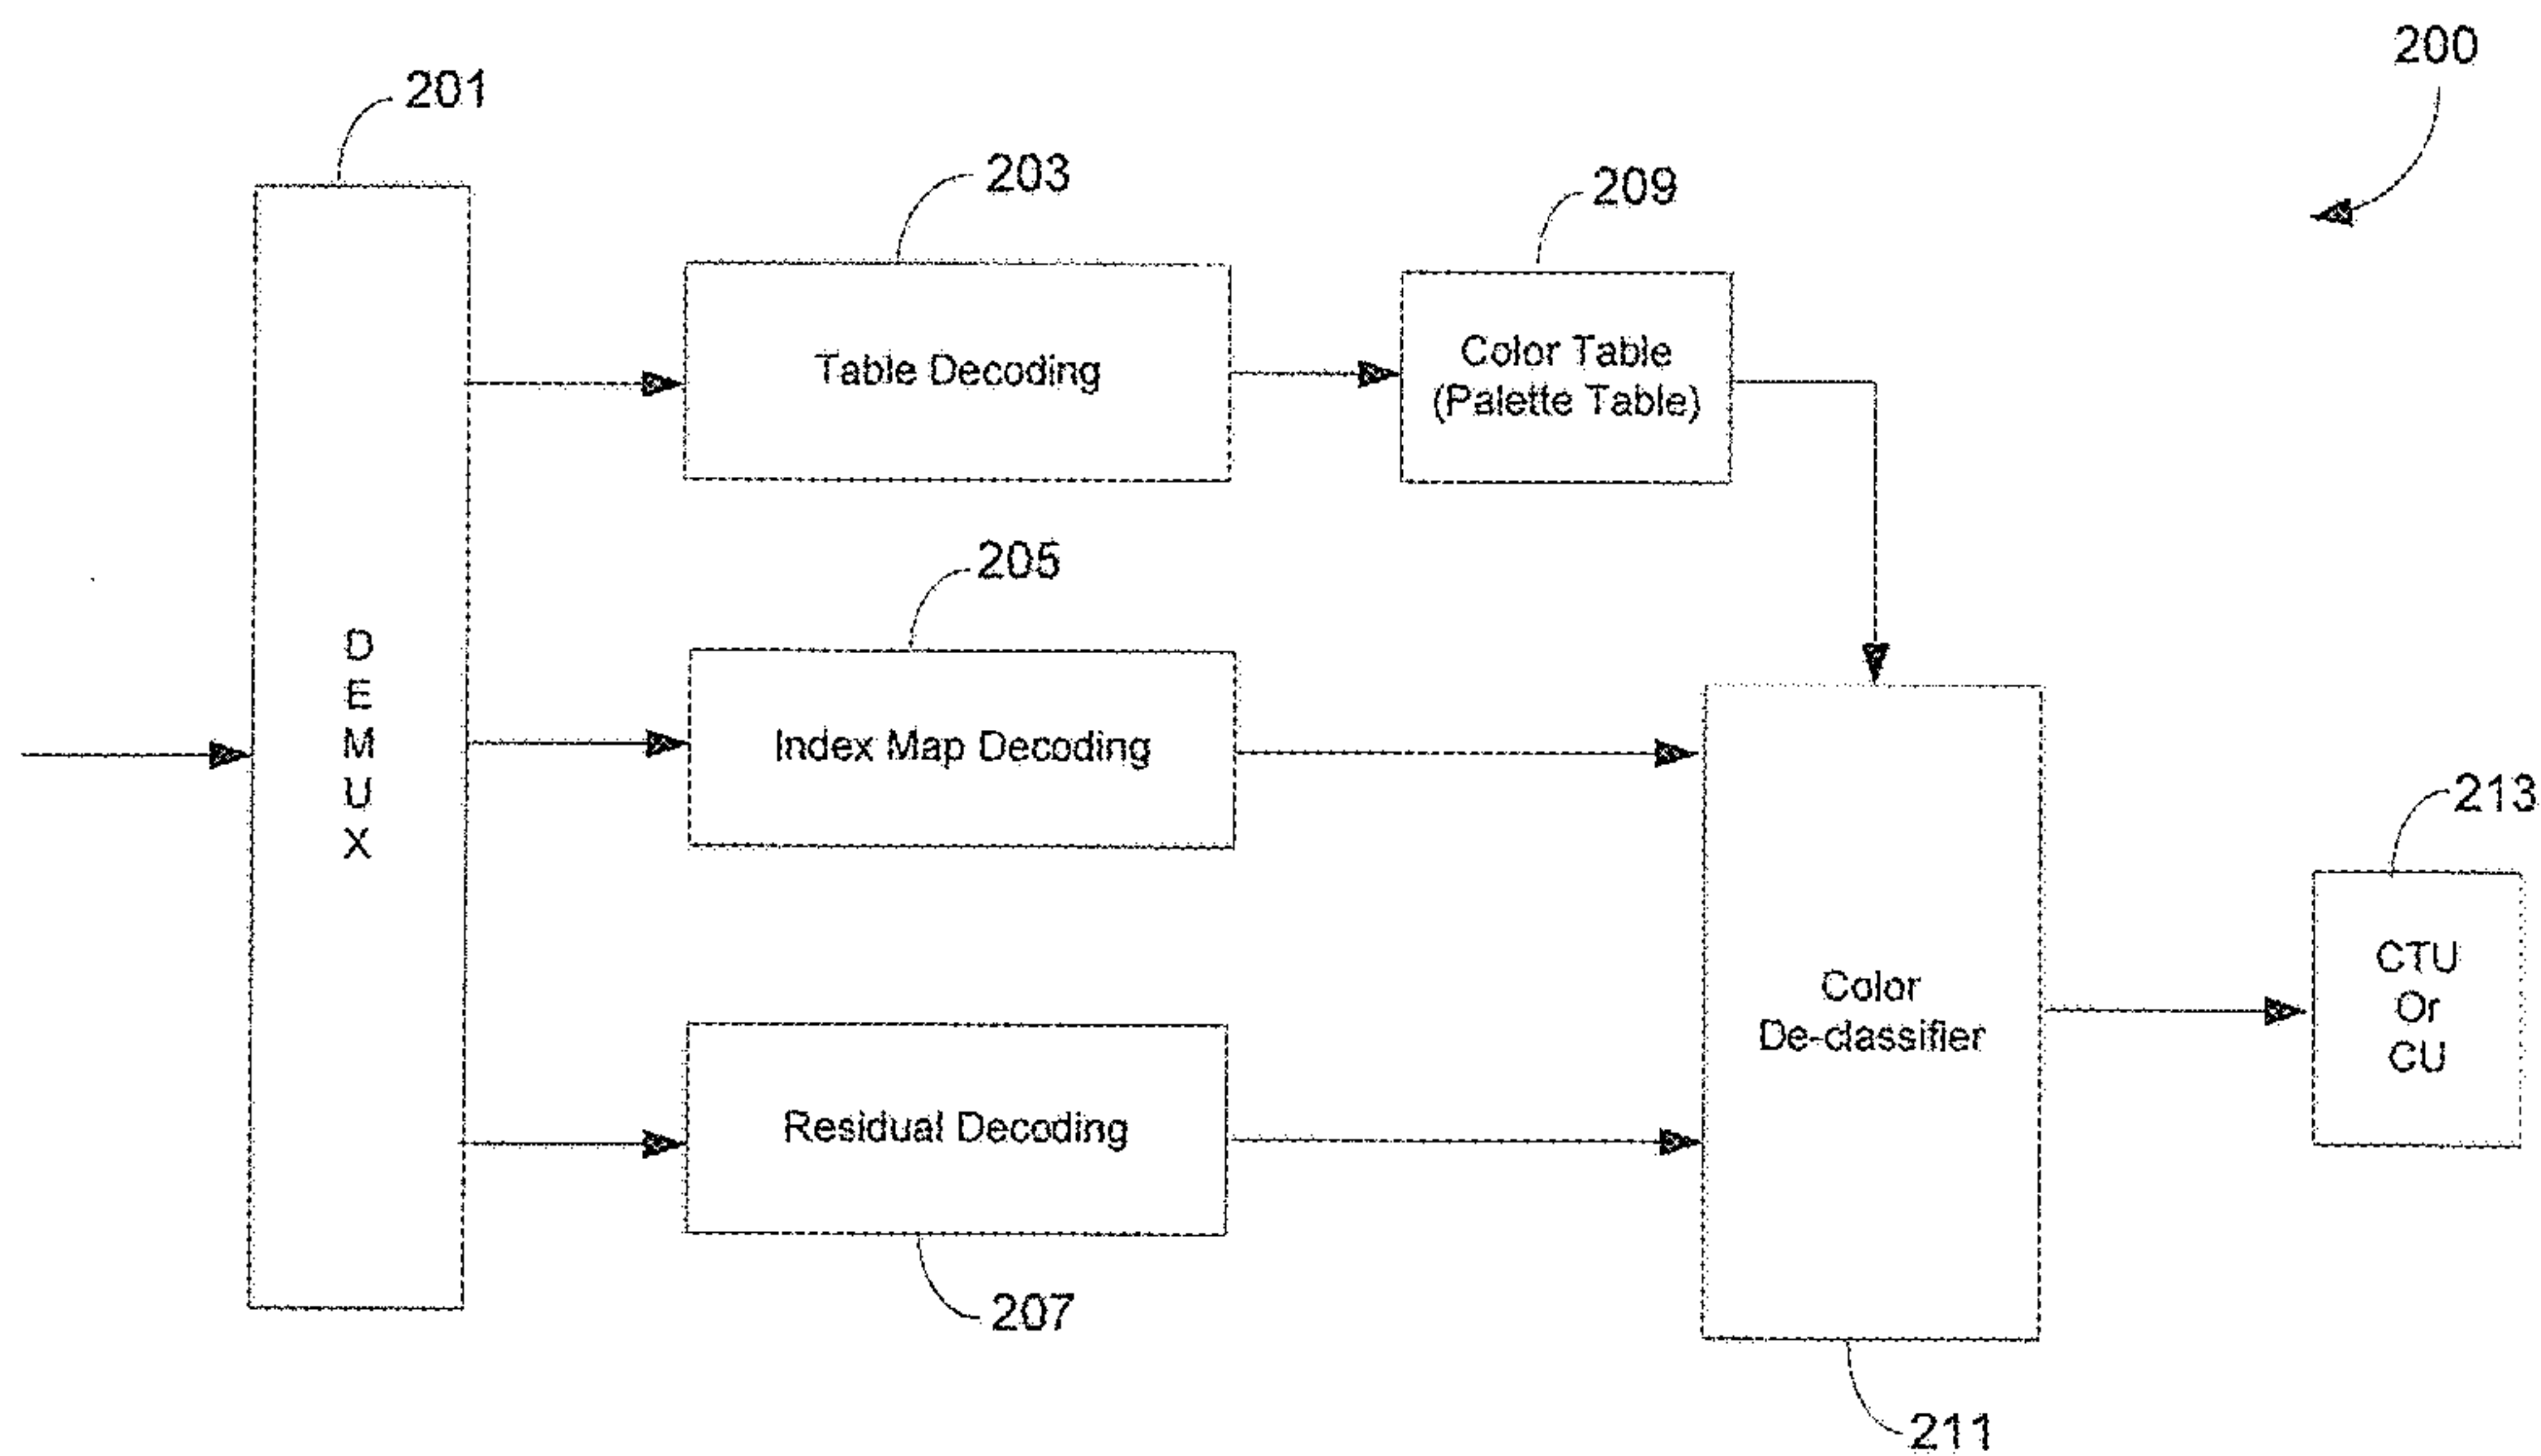 200
201
203
209
Table Decoding
Color Table
(Palette Table)
205
D
E
M
U
X
Index Map Decoding
213
CTU
Or
CU
Color
De-classifier
Residual Decoding
207
211